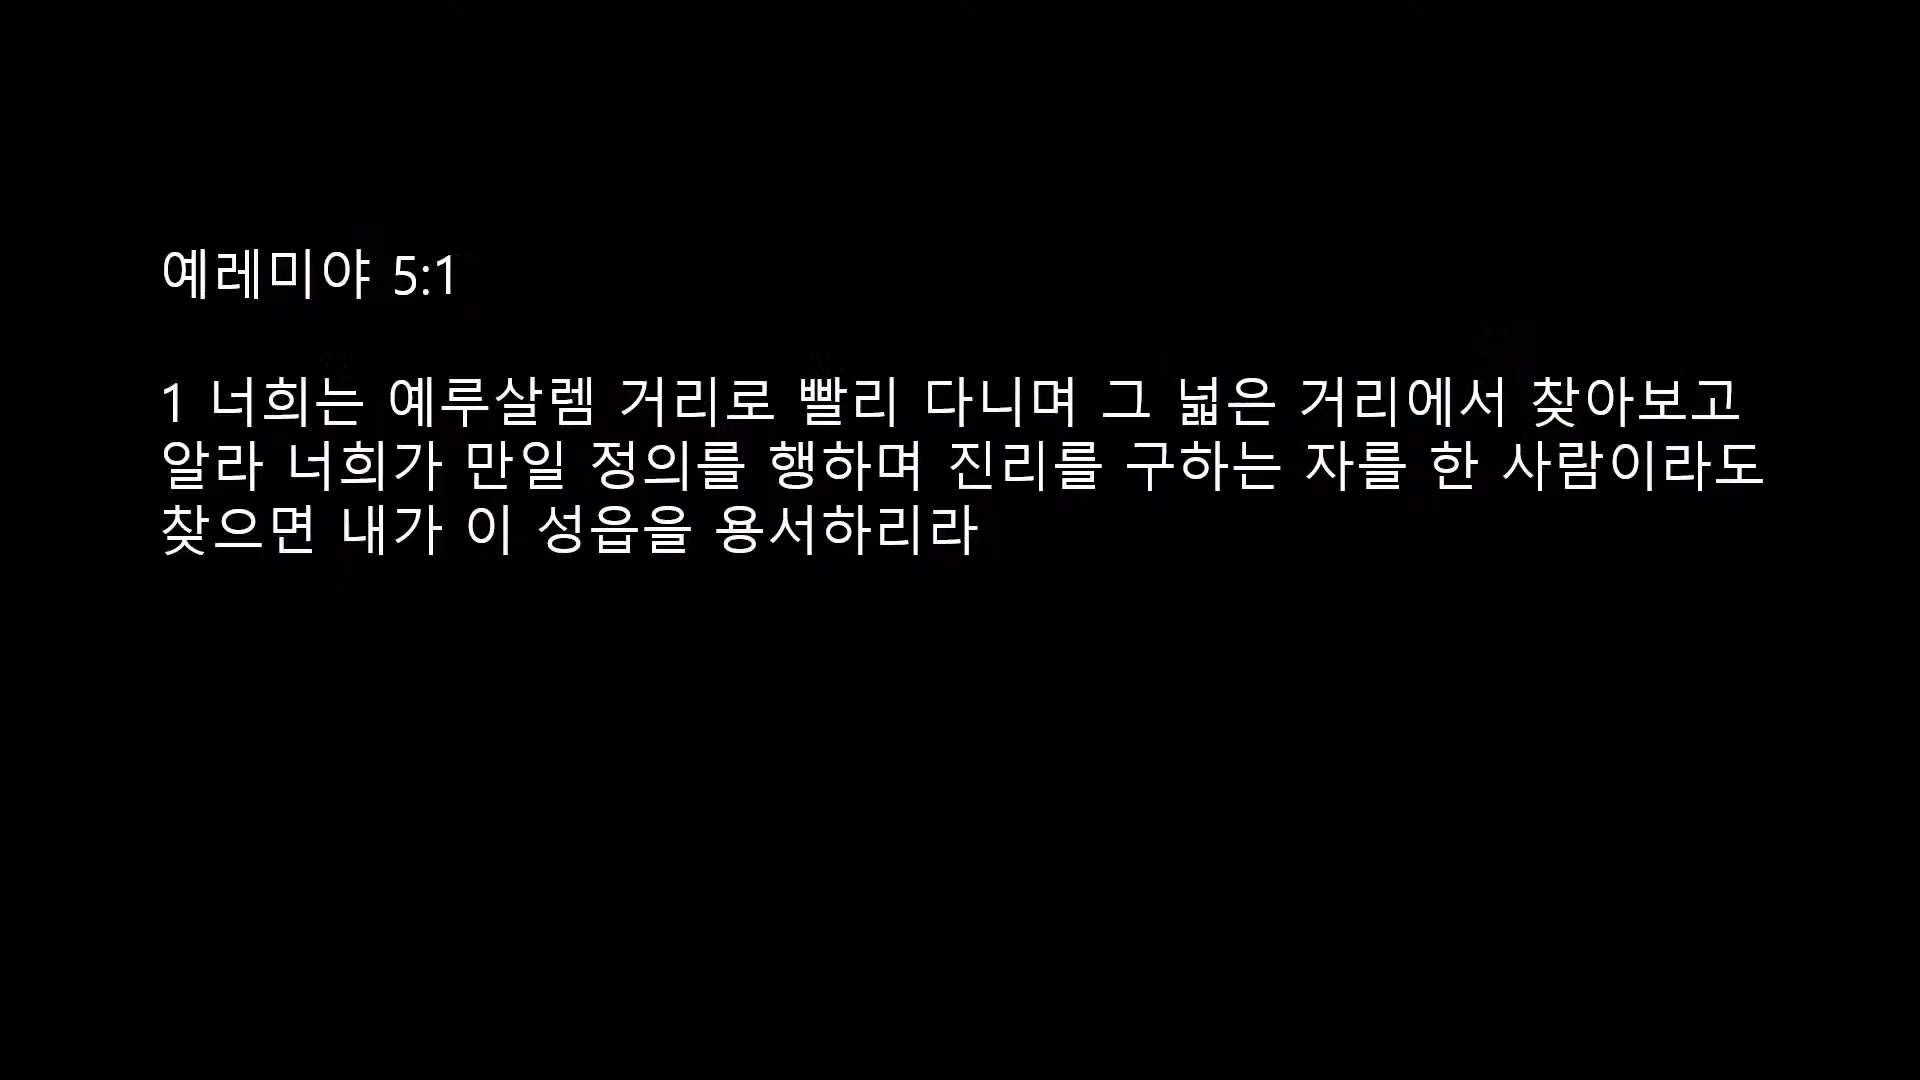 예레미야 5:1
1 너희는 예루살렘 거리로 빨리 다니며 그 넓은 거리에서 찾아보고
알라 너희가 만일 정의를 행하며 진리를 구하는 자를 한 사람이라도
찾으면 내가 이 성읍을 용서하리라